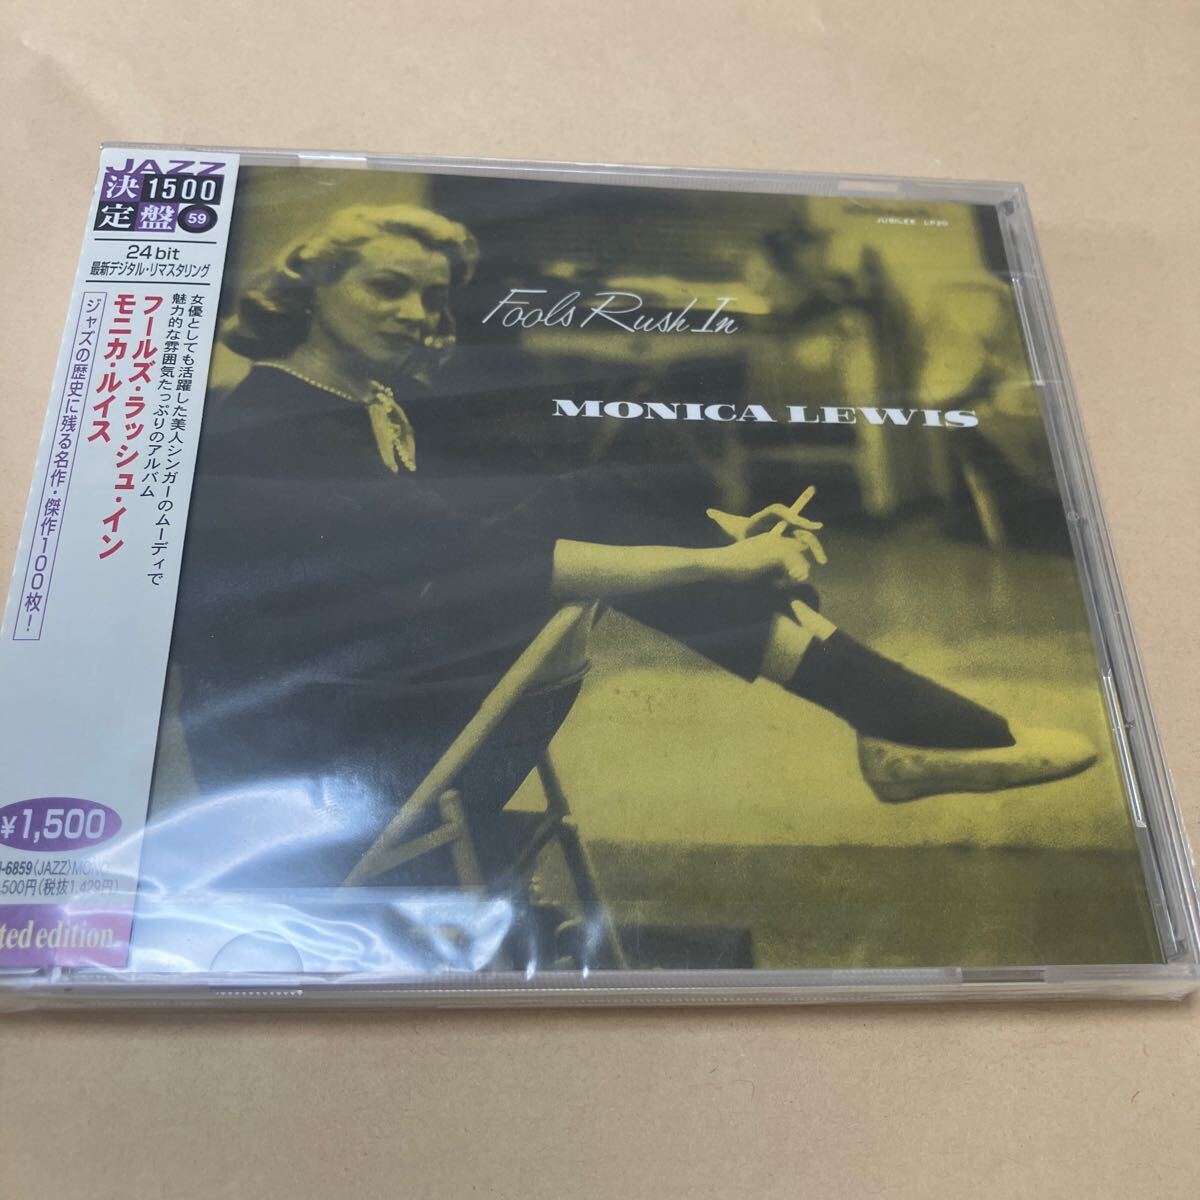 JAZZ
決定盤
1500
59
24bit
最新デジタル・リマスタリング
女優としても活躍した美人シンガーのムーディで
魅力的な雰囲気たっぷりのアルバム
フールズ・ラッシュ・イン
モニカ・ルイス
ジャズの歴史に残る名作・傑作100枚!
¥1,500
-6859〈JAZZ〉MONO
,500円(税抜1,429円)
ted edition
JUBILEE LP20
Fools Rush In
MONICA LEWIS